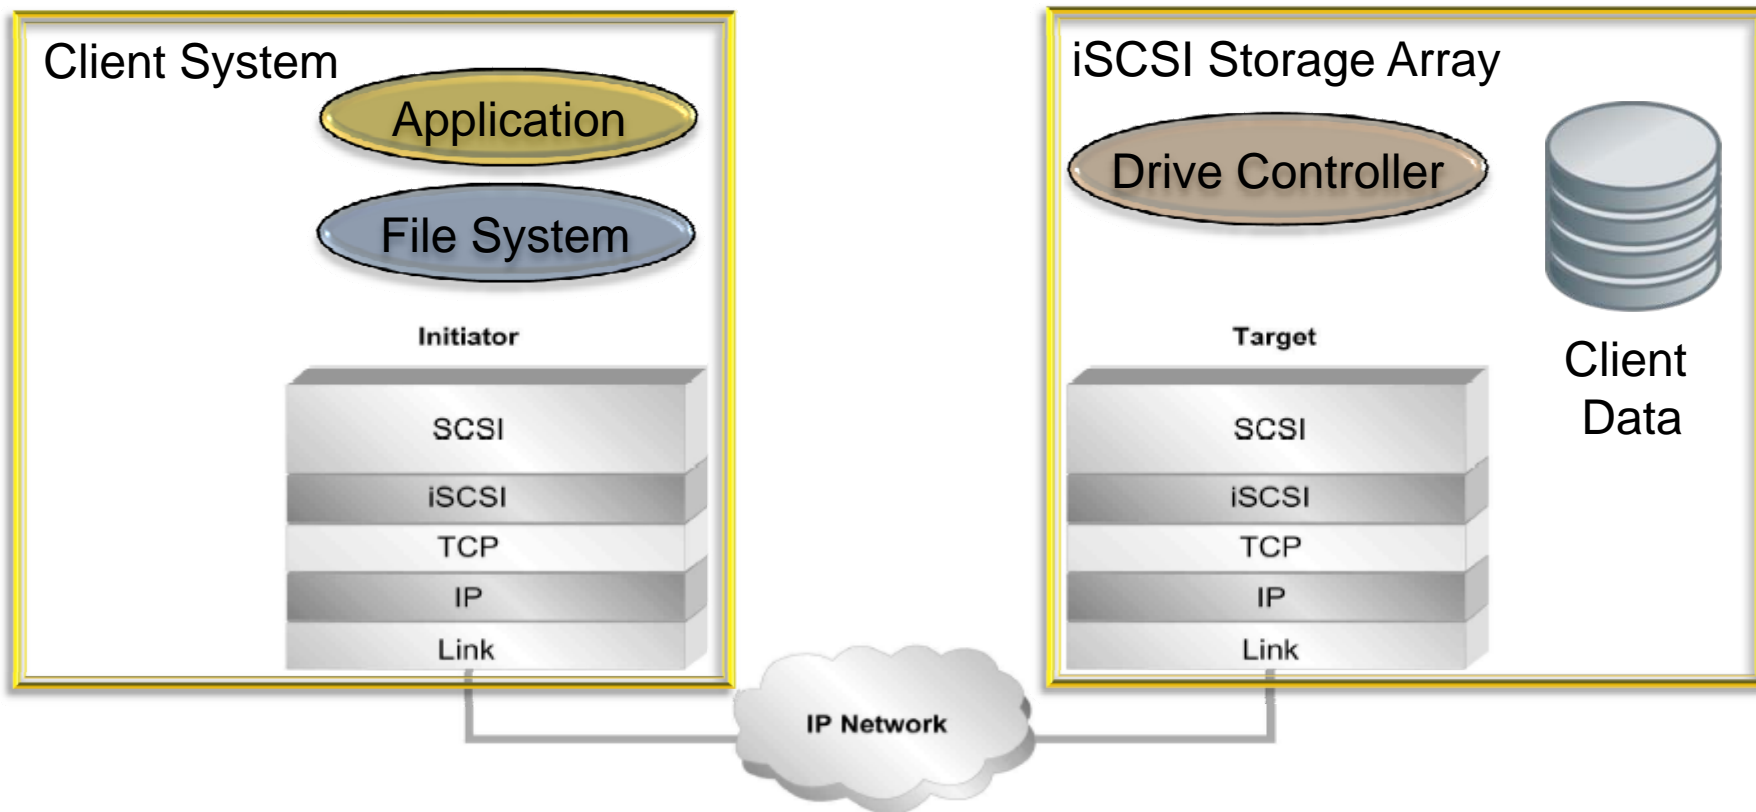 Client System
Application
File System
Initiator
SCSI
iSCSI
TCP
IP
Link
IP Network
iSCSI Storage Array
Drive Controller
Target
SCSI
iSCSI
TCP
IP
Link
Client
Data